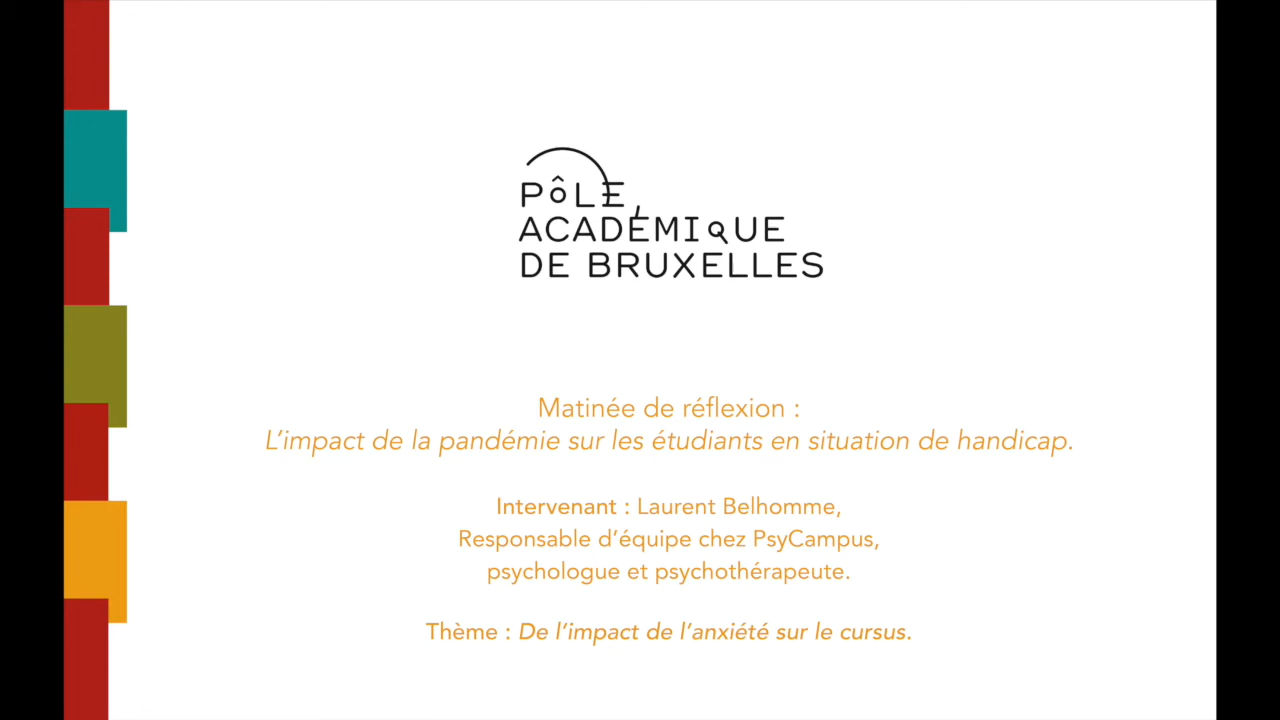 PÔLE
ACADÉMIQUE
DE BRUXELLES
Matinée de réflexion :
L’impact de la pandémie sur les étudiants en situation de handicap.
Intervenant : Laurent Belhomme,
Responsable d’équipe chez PsyCampus,
psychologue et psychothérapeute.
Thème : De l’impact de l’anxiété sur le cursus.